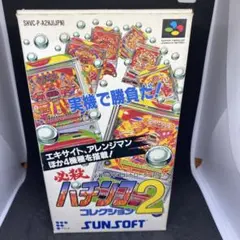 SHVC-P-AZHJ(JPN)
実機で勝負だ!
エキサイト、アレンジマン
ほか4機種を搭載!
必殺
パチンコ2
コレクション
SUNSOFT